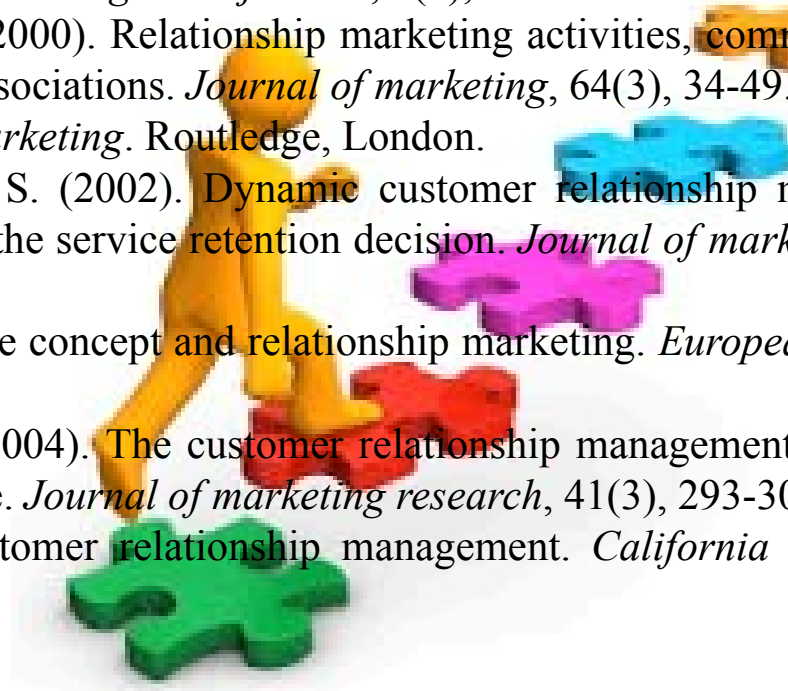 2000). Relationship marketing activities, comm
sociations. Journal of marketing, 64(3), 34-49.
rketing. Routledge, London.
S. (2002). Dynamic customer relationship
the service retention decision. Journal of mark
e concept and relationship marketing. Europea
004). The customer relationship management
e. Journal of marketing research, 41(3), 293-30
tomer relationship management. California